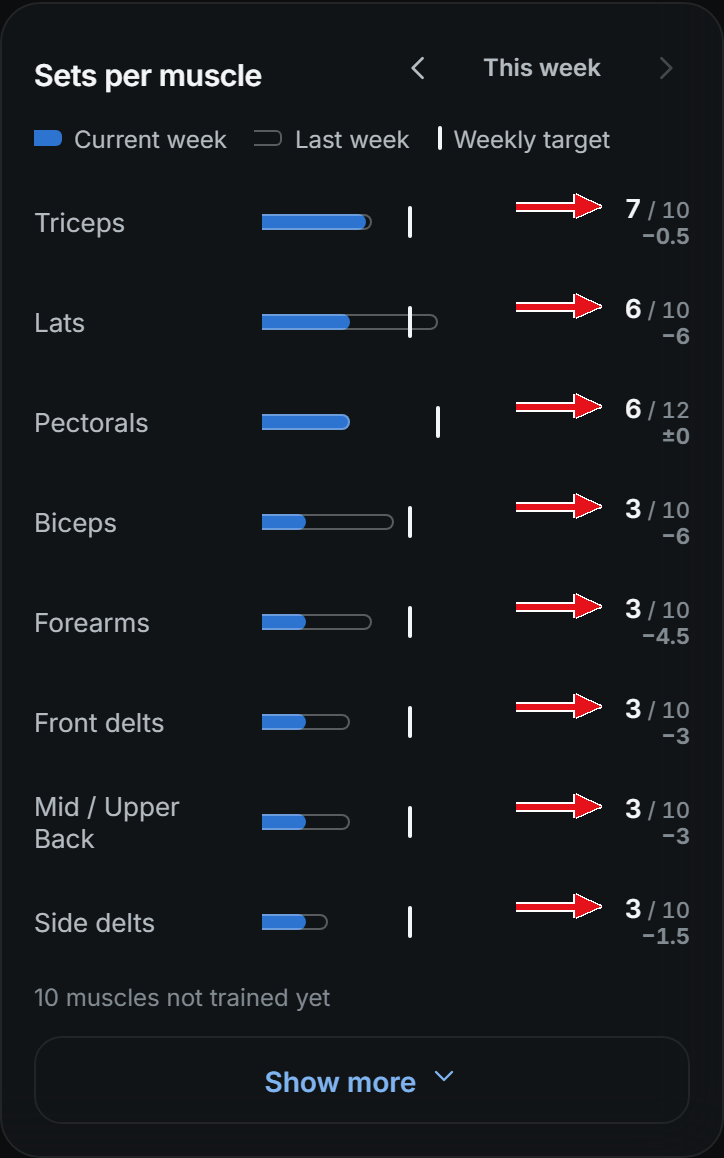 Sets per muscle
This week
Current week
Last week
Weekly target
Triceps
7 / 10
−0.5
Lats
6 / 10
−6
Pectorals
6 / 12
±0
Biceps
3 / 10
−6
Forearms
3 / 10
−4.5
Front delts
3 / 10
−3
Mid / Upper
Back
3 / 10
−3
Side delts
3 / 10
−1.5
10 muscles not trained yet
Show more